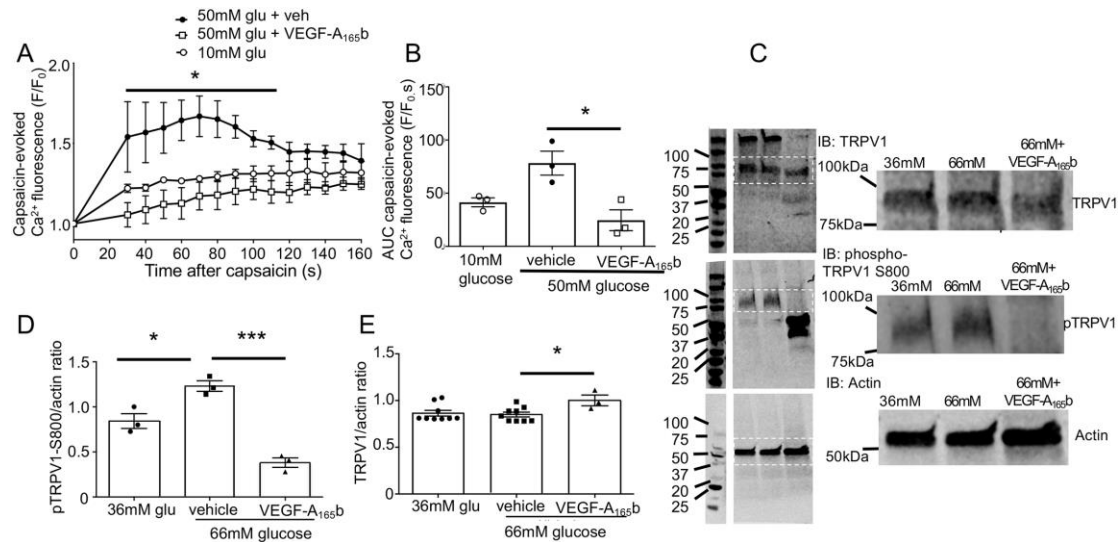 50mM glu + veh
50mM glu + VEGF-A₁₆₅b
10mM glu
A
*
Capsaicin-evoked
Ca²⁺ fluorescence (F/F₀)
2.0
1.5
1.0
0 20 40 60 80 100 120 140 160
Time after capsaicin (s)
B
*
AUC capsaicin-evoked
Ca²⁺ fluorescence (F/F₀.s)
150
100
50
0
10mM
glucose
vehicle
VEGF-A₁₆₅b
50mM glucose
C
100
75
50
37
25
20
25
IB: TRPV1
36mM
66mM
66mM+
VEGF-A₁₆₅b
100kDa
75kDa
TRPV1
100
75
50
37
20
25
IB: phospho-
TRPV1 S800
36mM
66mM
66mM+
VEGF-A₁₆₅b
100kDa
75kDa
pTRPV1
100
75
50
37
20
25
IB: Actin
36mM
66mM
66mM+
VEGF-A₁₆₅b
50kDa
Actin
D
*
***
pTRPV1-S800/actin ratio
1.5
1.0
0.5
0.0
36mM glu
vehicle
VEGF-A₁₆₅b
66mM glucose
E
*
TRPV1/actin ratio
1.5
1.0
0.5
0.0
36mM glu
vehicle
VEGF-A₁₆₅b
66mM glucose